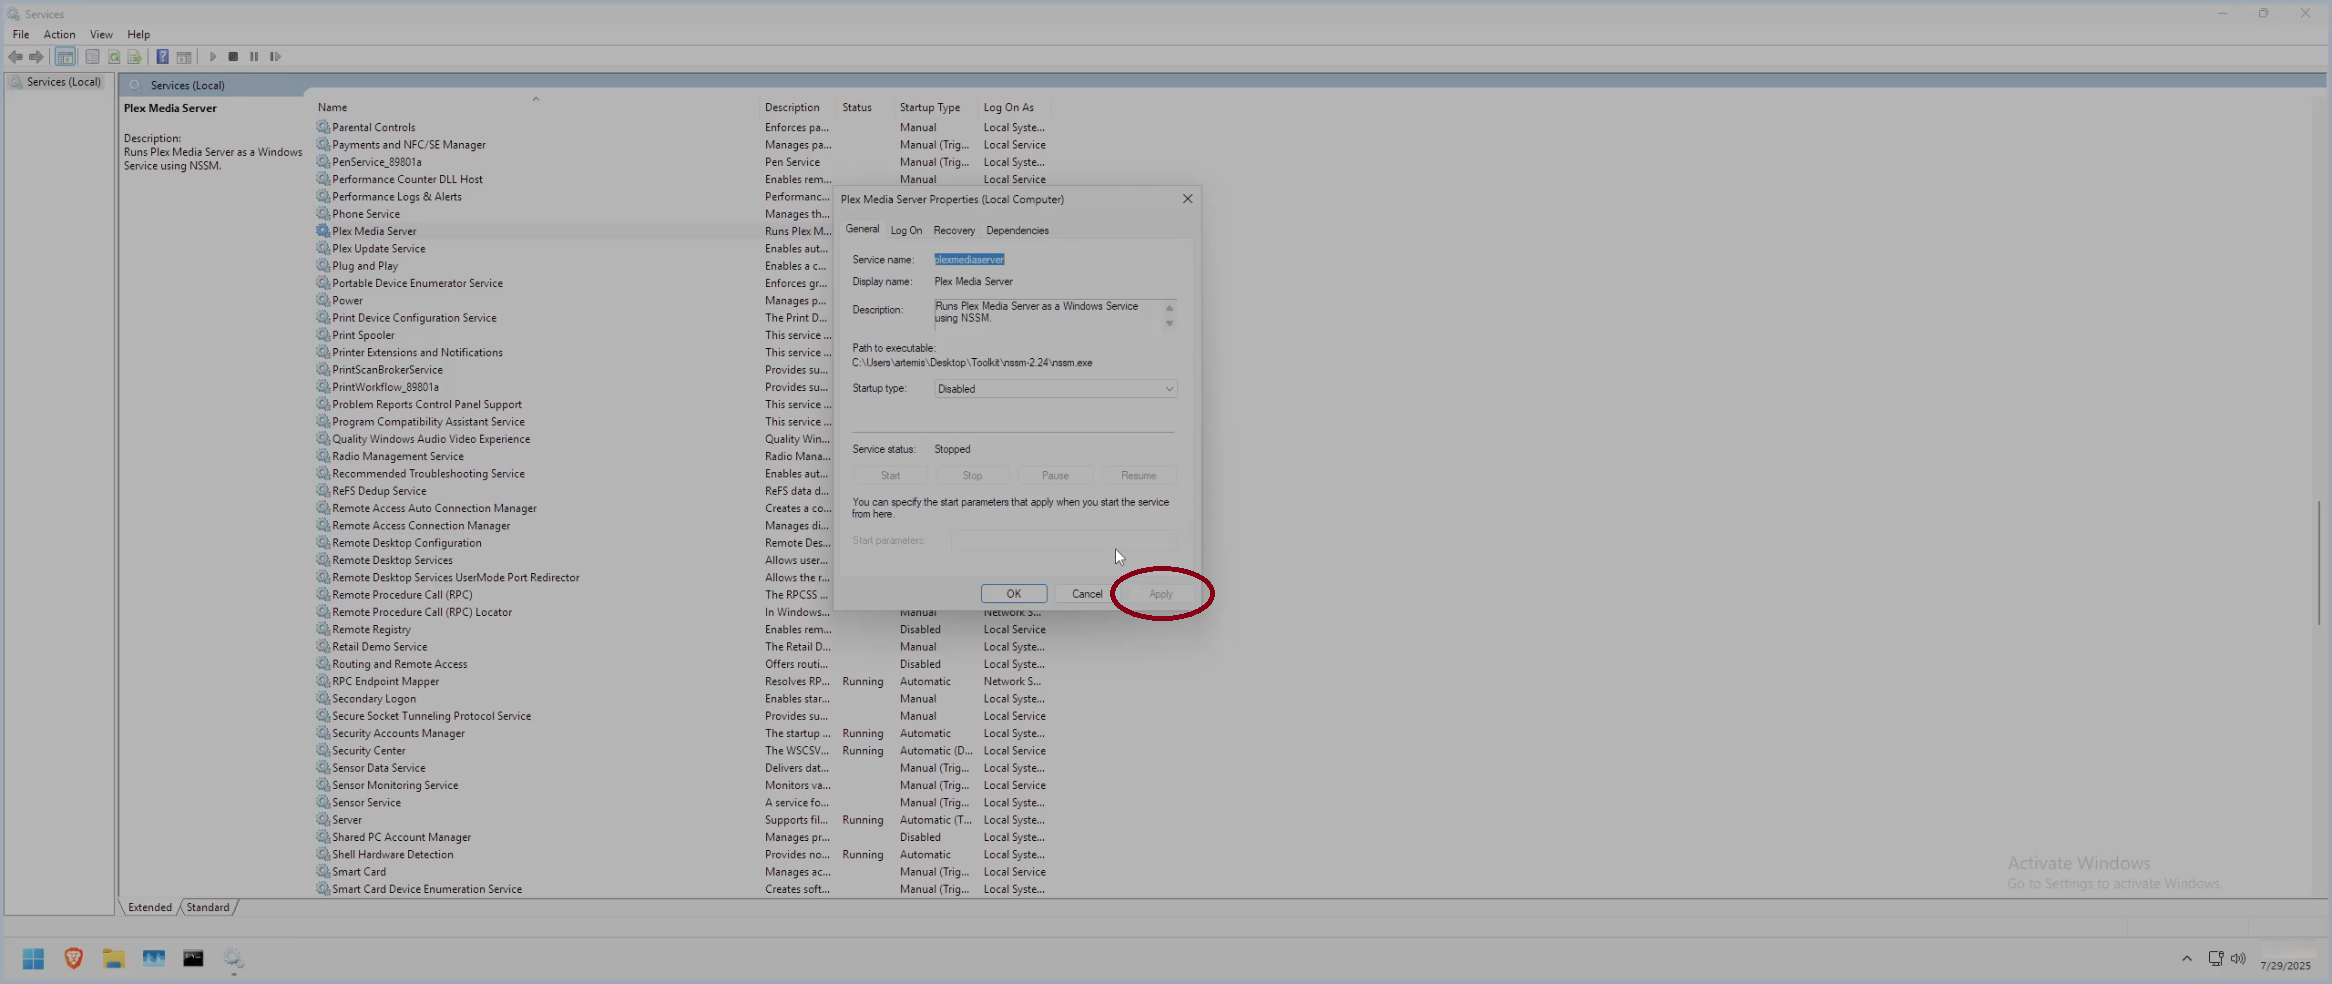 Services
File Action View Help
Services (Local)
Services (Local)
Plex Media Server
Description:
Runs Plex Media Server as a Windows
Service using NSSM.
Name Description Status Startup Type Log On As
Parental Controls Enforces pa... Manual Local Syste...
Payments and NFC/SE Manager Manages pa... Manual (Trig... Local Service
PenService_89801a Pen Service Manual (Trig... Local Syste...
Performance Counter DLL Host Enables rem... Manual Local Service
Performance Logs & Alerts Performanc...
Phone Service Manages th...
Plex Media Server Runs Plex M...
Plex Update Service Enables aut...
Plug and Play Enables a c...
Portable Device Enumerator Service Enforces gr...
Power Manages p...
Print Device Configuration Service The Print D...
Print Spooler This service ...
Printer Extensions and Notifications This service ...
PrintScanBrokerService Provides su...
PrintWorkflow_89801a Provides su...
Problem Reports Control Panel Support This service ...
Program Compatibility Assistant Service This service ...
Quality Windows Audio Video Experience Quality Win...
Radio Management Service Radio Mana...
Recommended Troubleshooting Service Enables aut...
ReFS Dedup Service ReFS data d...
Remote Access Auto Connection Manager Creates a co...
Remote Access Connection Manager Manages di...
Remote Desktop Configuration Remote Des...
Remote Desktop Services Allows user...
Remote Desktop Services UserMode Port Redirector Allows the r...
Remote Procedure Call (RPC) The RPCSS ...
Remote Procedure Call (RPC) Locator In Windows... Manual Network S...
Remote Registry Enables rem... Disabled Local Service
Retail Demo Service The Retail D... Manual Local Syste...
Routing and Remote Access Offers routi... Disabled Local Syste...
RPC Endpoint Mapper Resolves RP... Running Automatic Network S...
Secondary Logon Enables star... Manual Local Syste...
Secure Socket Tunneling Protocol Service Provides su... Manual Local Service
Security Accounts Manager The startup ... Running Automatic Local Syste...
Security Center The WSCSV... Running Automatic (D... Local Service
Sensor Data Service Delivers dat... Manual (Trig... Local Syste...
Sensor Monitoring Service Monitors va... Manual (Trig... Local Service
Sensor Service A service fo... Manual (Trig... Local Syste...
Server Supports fil... Running Automatic (T... Local Syste...
Shared PC Account Manager Manages pr... Disabled Local Syste...
Shell Hardware Detection Provides no... Running Automatic Local Syste...
Smart Card Manages ac... Manual (Trig... Local Service
Smart Card Device Enumeration Service Creates soft... Manual (Trig... Local Syste...
Extended Standard
Plex Media Server Properties (Local Computer)
General Log On Recovery Dependencies
Service name: plexmediaserver
Display name: Plex Media Server
Description: Runs Plex Media Server as a Windows Service
using NSSM.
Path to executable:
C:\Users\artemis\Desktop\Toolkit\nssm-2.24\nssm.exe
Startup type: Disabled
Service status: Stopped
Start Stop Pause Resume
You can specify the start parameters that apply when you start the service
from here.
Start parameters:
OK Cancel Apply
Activate Windows
Go to Settings to activate Windows.
7/29/2025